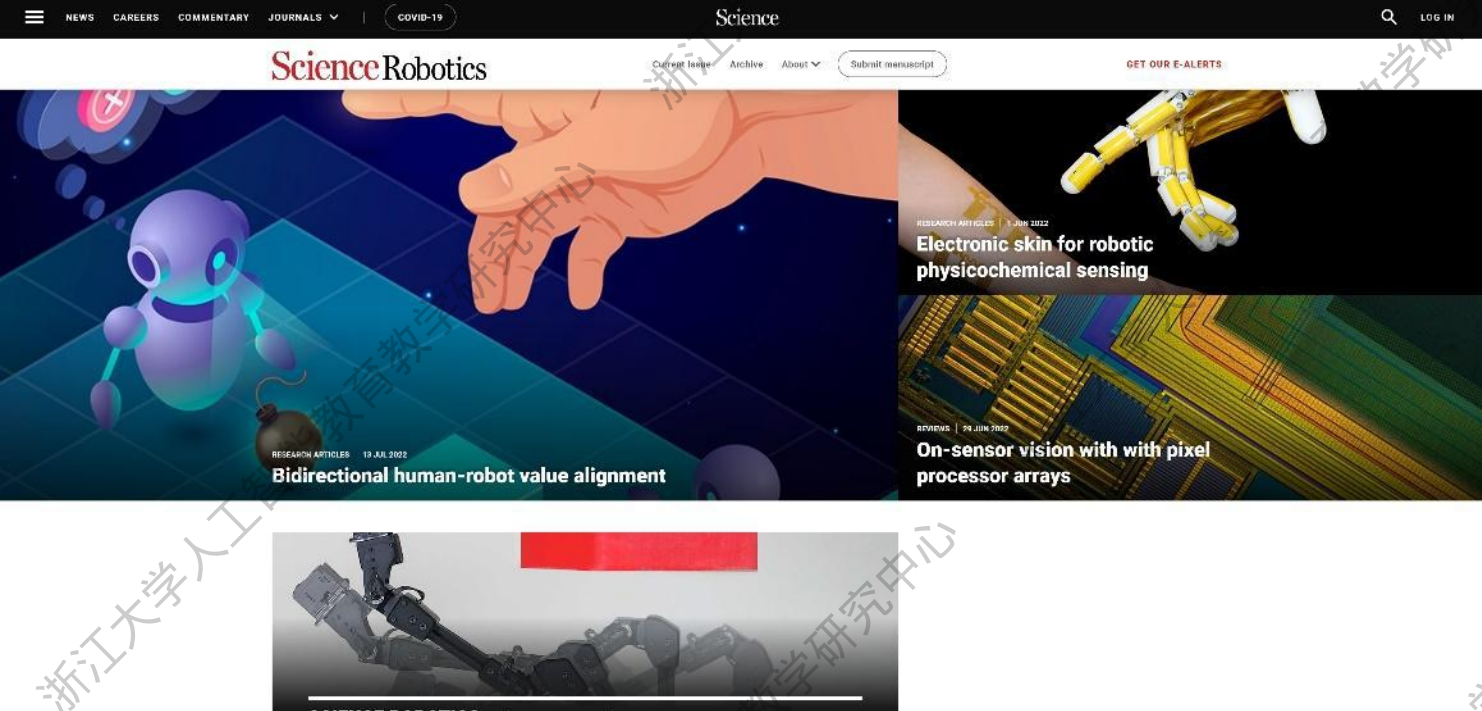 NEWS CAREERS COMMENTARY JOURNALS COVID-19 Science LOG IN
Science Robotics Current Issue Archive About Submit manuscript GET OUR E-ALERTS
RESEARCH ARTICLES | 1 JUN 2022
Electronic skin for robotic
physicochemical sensing
RESEARCH ARTICLES 13 JUL 2022
Bidirectional human-robot value alignment
REVIEWS | 29 JUN 2022
On-sensor vision with with pixel
processor arrays
浙江大学人工智能教育教学研究中心